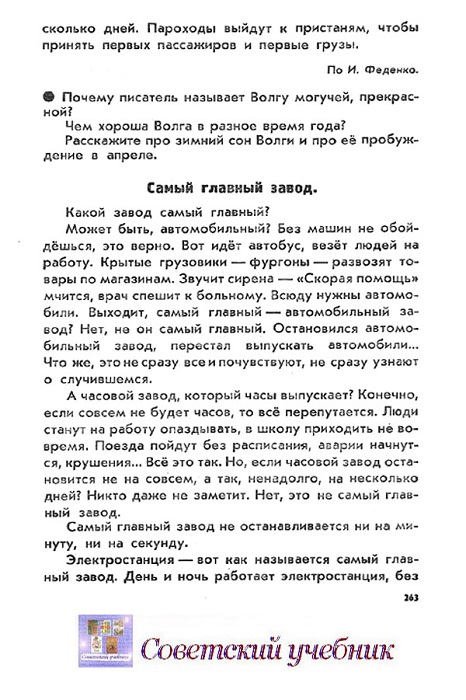 сколько дней. Пароходы выйдут к пристаням, чтобы
принять первых пассажиров и первые грузы.
По И. Феденко.
● Почему писатель называет Волгу могучей, прекрас-
ной?
Чем хороша Волга в разное время года?
Расскажите про зимний сон Волги и про её пробуж-
дение в апреле.
Самый главный завод.
Какой завод самый главный?
Может быть, автомобильный? Без машин не обой-
дёшься, это верно. Вот идёт автобус, везёт людей на
работу. Крытые грузовики — фургоны — развозят то-
вары по магазинам. Звучит сирена — «Скорая помощь»
мчится, врач спешит к больному. Всюду нужны автомо-
били. Выходит, самый главный — автомобильный за-
вод? Нет, не он самый главный. Остановился автомо-
бильный завод, перестал выпускать автомобили...
Что же, это не сразу все и почувствуют, не сразу узнают
о случившемся.
А часовой завод, который часы выпускает? Конечно,
если совсем не будет часов, то всё перепутается. Люди
станут на работу опаздывать, в школу приходить не во-
время. Поезда пойдут без расписания, аварии начнут-
ся, крушения... Всё это так. Но, если часовой завод оста-
новится не на совсем, а так, ненадолго, на несколько
дней? Никто даже не заметит. Нет, это не самый глав-
ный завод.
Самый главный завод не останавливается ни на ми-
нуту, ни на секунду.
Электростанция — вот как называется самый глав-
ный завод. День и ночь работает электростанция, без
263
Советский учебник
Советский учебник